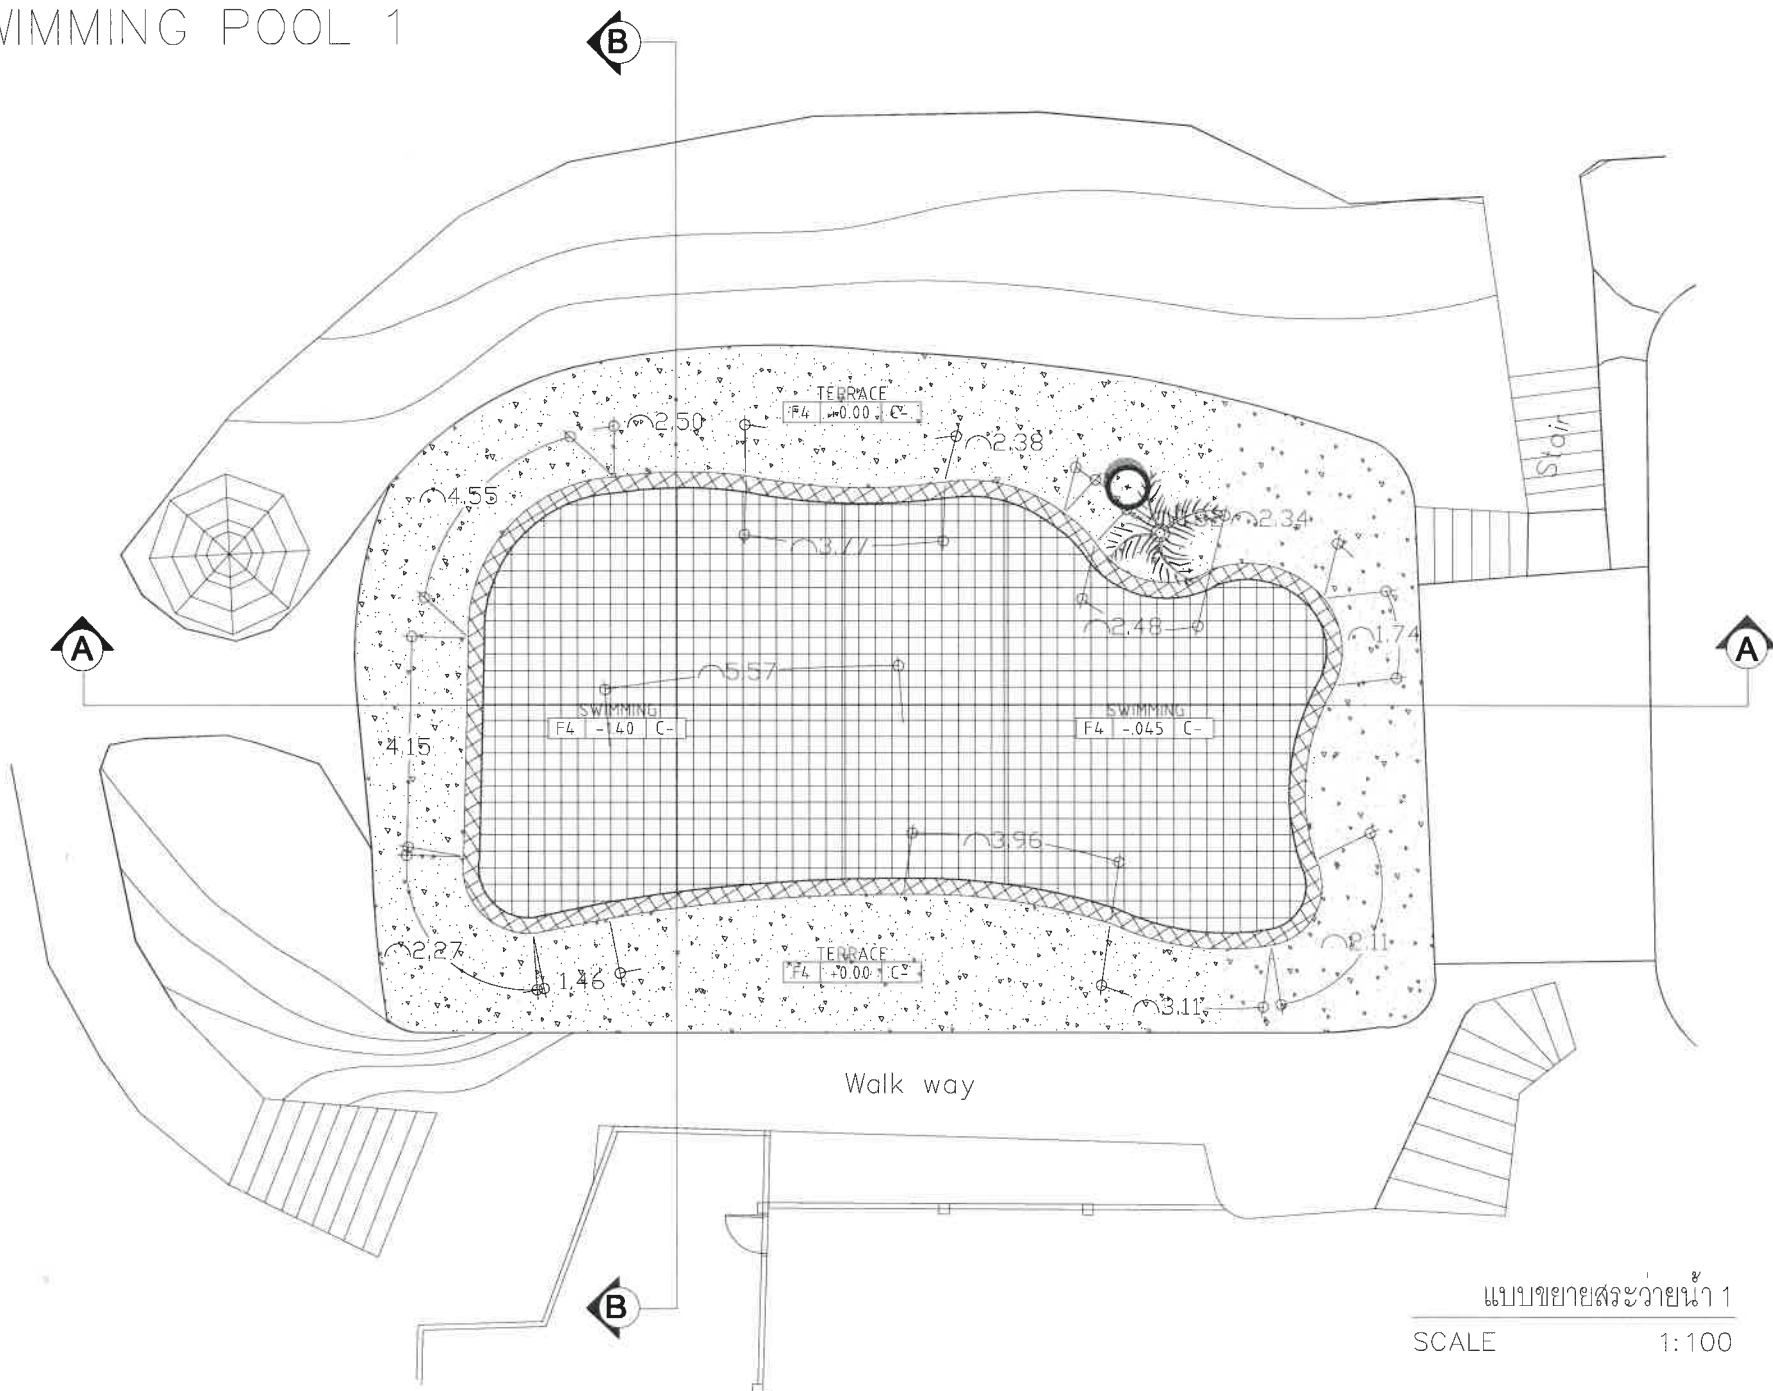 WIMMING POOL 1
B
TERRACE
F4 +0.00 C-
2.50
2.38
4.55
2.34
3.77
Stair
2.48
1.74
A
A
5.57
SWIMMING
F4 -1.40 C-
SWIMMING
F4 -.045 C-
4.15
3.96
2.27
1.46
TERRACE
F4 +0.00 C-
2.11
3.11
Walk way
B
แบบขยายสระว่ายน้ำ 1
SCALE 1:100